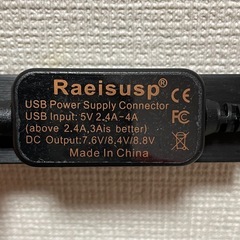 Raeisusp®
USB Power Supply Connector
USB Input: 5V 2.4A-4A
(above 2.4A,3Ais better)
DC Output:7.6V/8,4V/8.8V
Made In China
CE